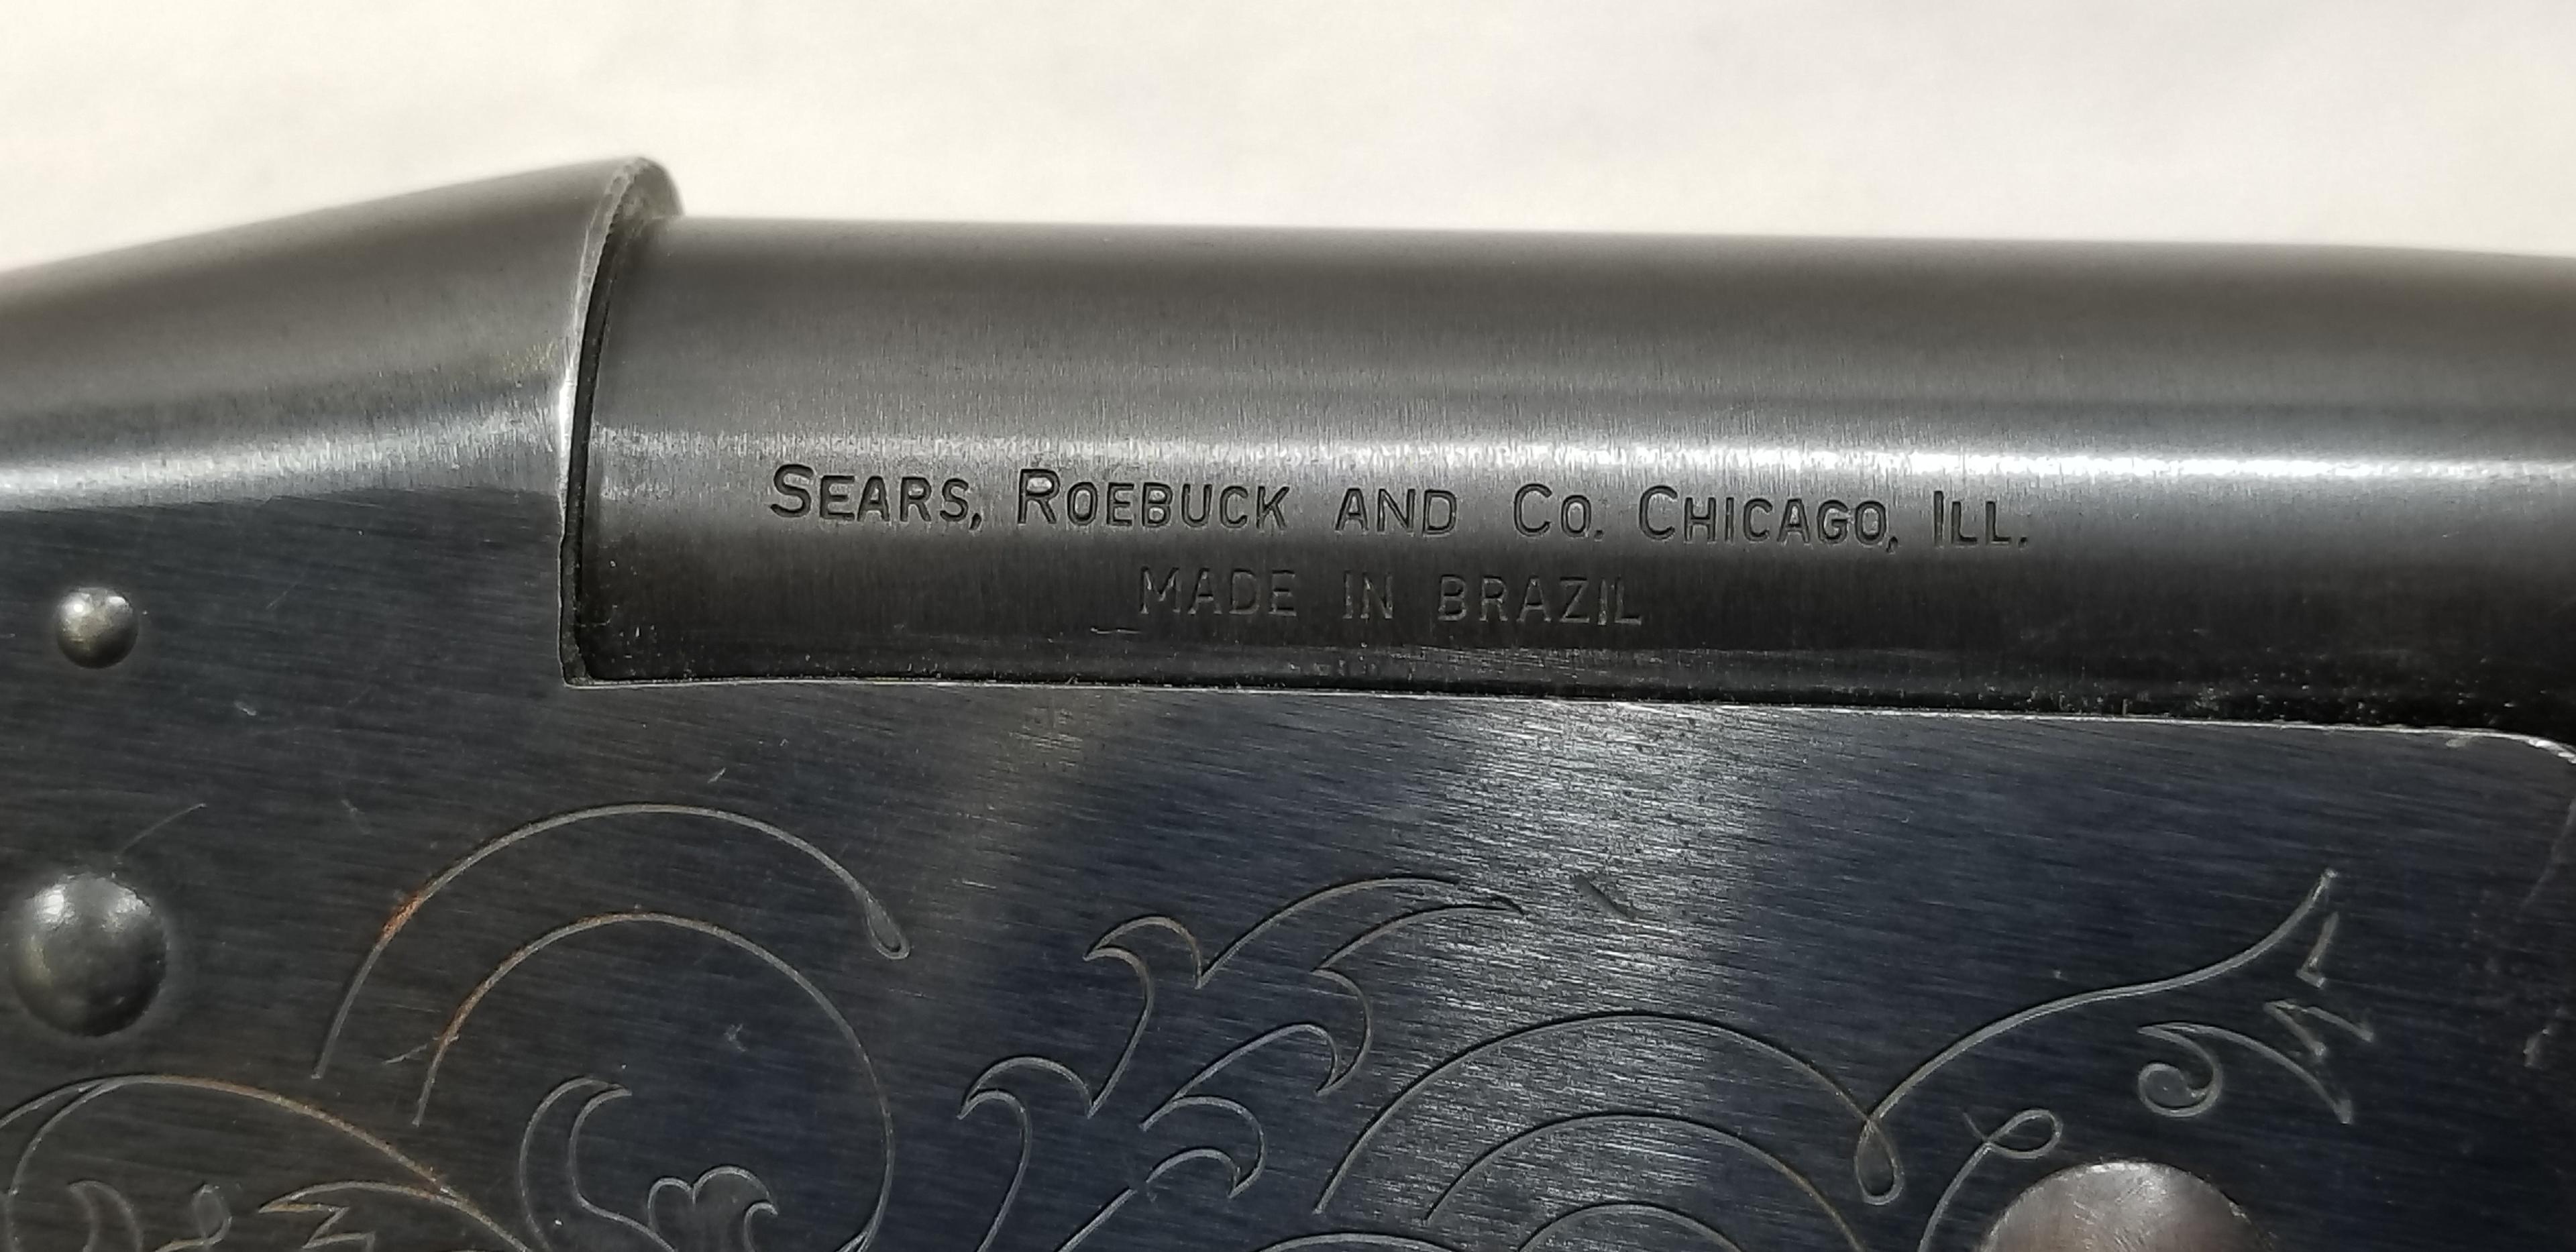 SEARS, ROEBUCK AND CO. CHICAGO, ILL.
MADE IN BRAZIL